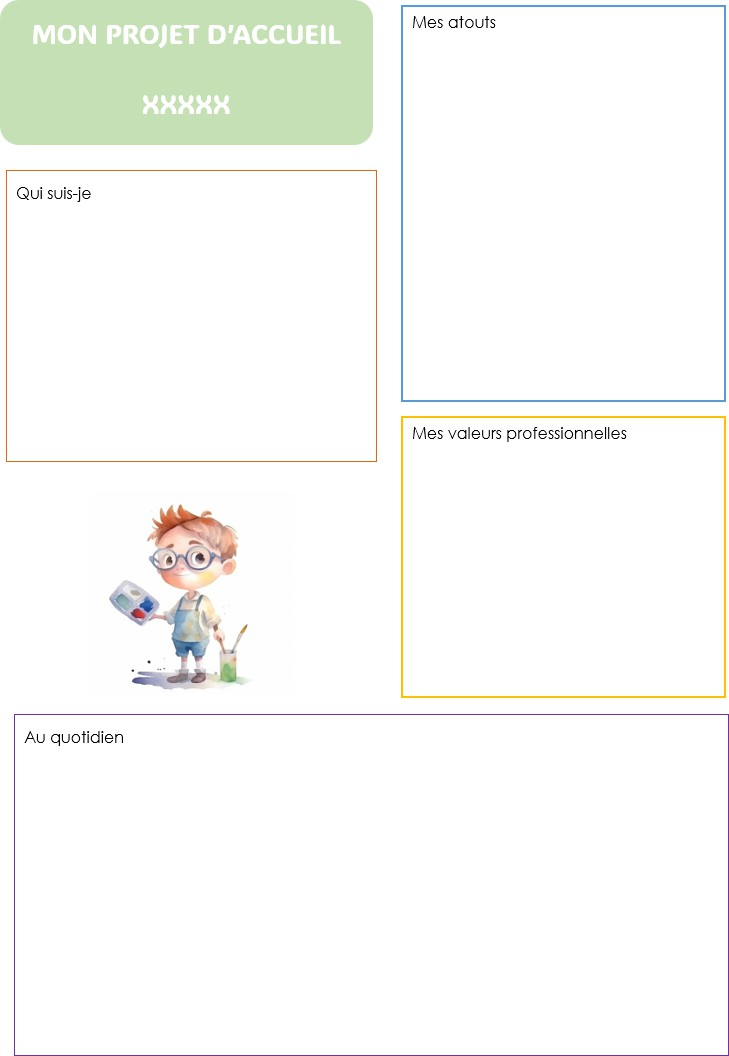 MON PROJET D'ACCUEIL
XXXXX
Qui suis-je
Mes atouts
Mes valeurs professionnelles
Au quotidien